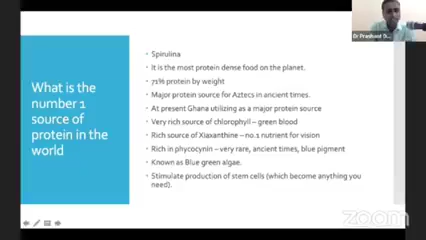 Dr Prashant D...
What is the
number 1
source of
protein in the
world
Spirulina
It is the most protein dense food on the planet.
71% protein by weight
Major protein source for Aztecs in ancient times.
At present Ghana utilizing as a major protein source
Very rich source of chlorophyll – green blood
Rich source of Xiaxanthine – no.1 nutrient for vision
Rich in phycocynin – very rare, ancient times, blue pigment
Known as Blue green algae.
Stimulate production of stem cells (which become anything you
need).
zoom